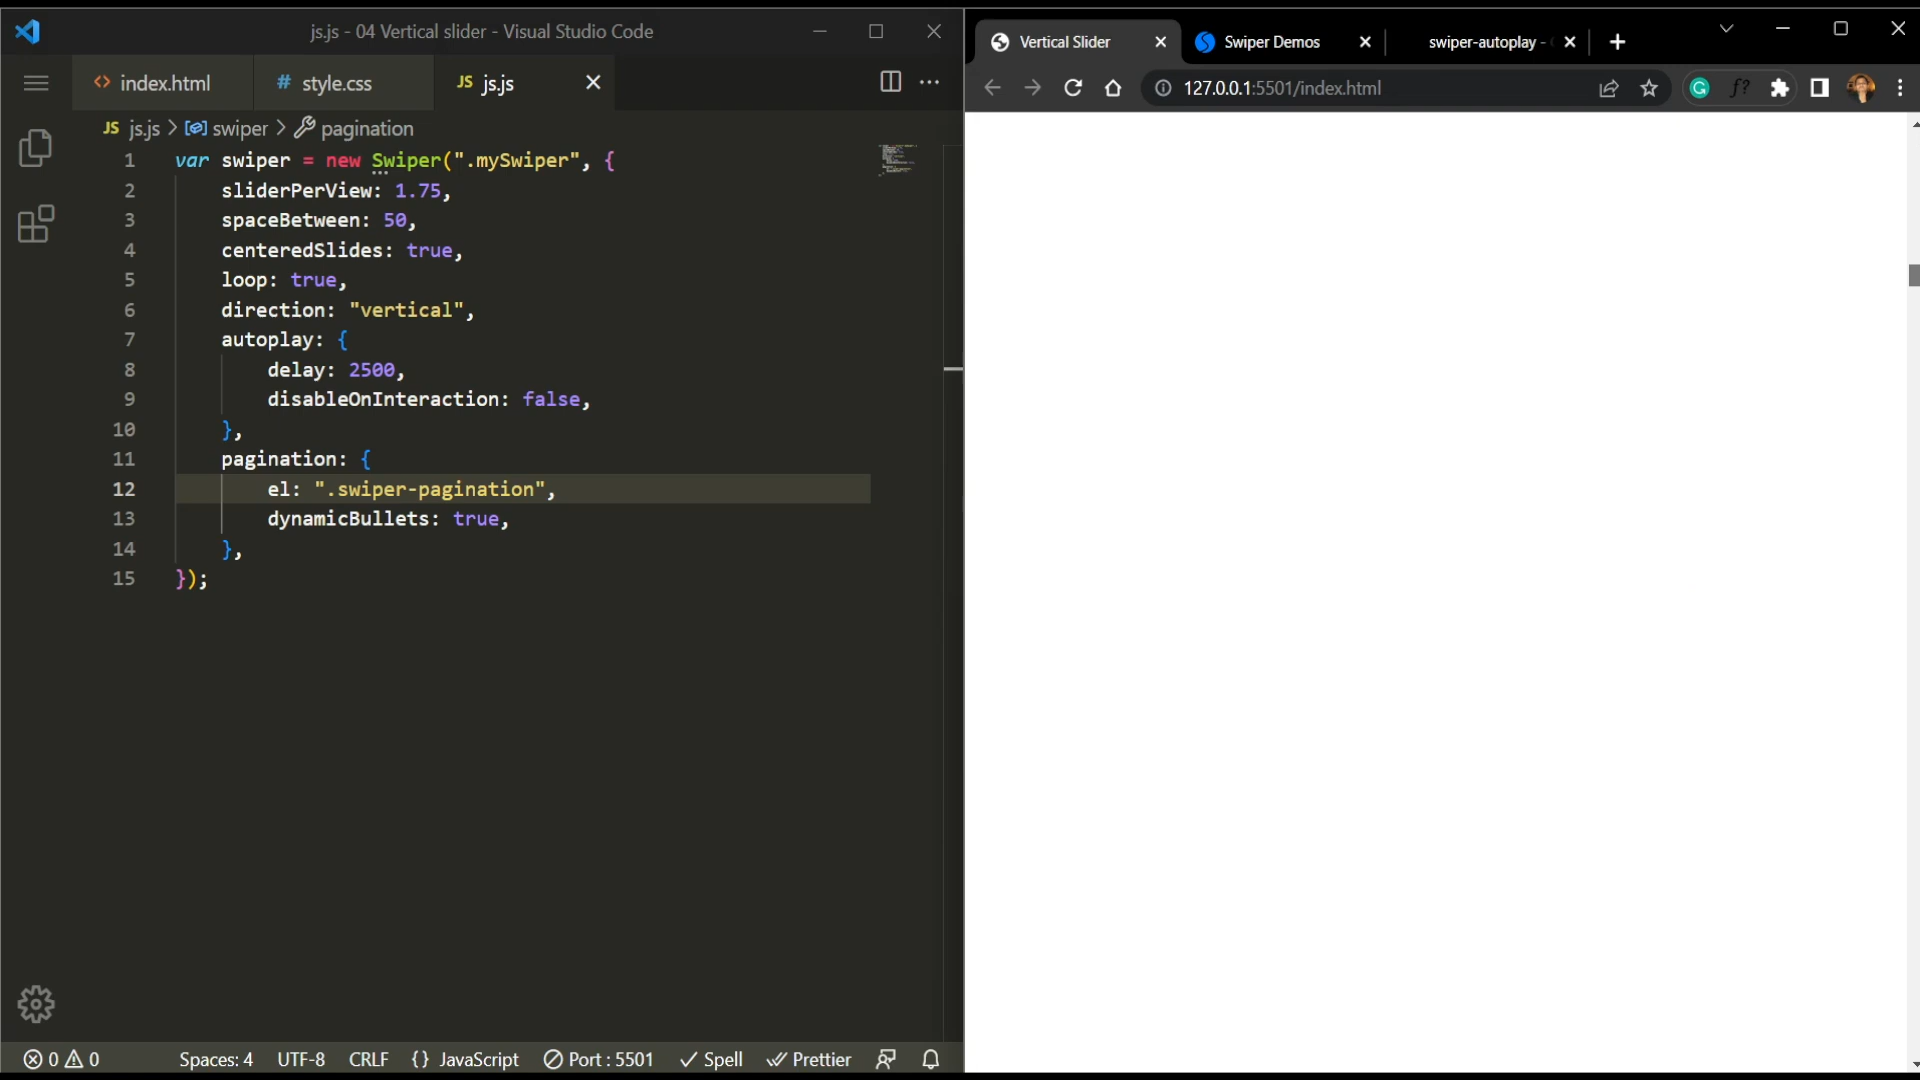 js.js - 04 Vertical slider - Visual Studio Code
index.html
style.css
JS js.js
JS js.js > swiper > pagination
1 var swiper = new Swiper(".mySwiper", {
2 sliderPerView: 1.75,
3 spaceBetween: 50,
4 centeredSlides: true,
5 loop: true,
6 direction: "vertical",
7 autoplay: {
8 delay: 2500,
9 disableOnInteraction: false,
10 },
11 pagination: {
12 el: ".swiper-pagination",
13 dynamicBullets: true,
14 },
15 });
0 0 Spaces: 4 UTF-8 CRLF {} JavaScript Port : 5501 Spell Prettier
Vertical Slider
Swiper Demos
swiper-autoplay -
127.0.0.1:5501/index.html
f?